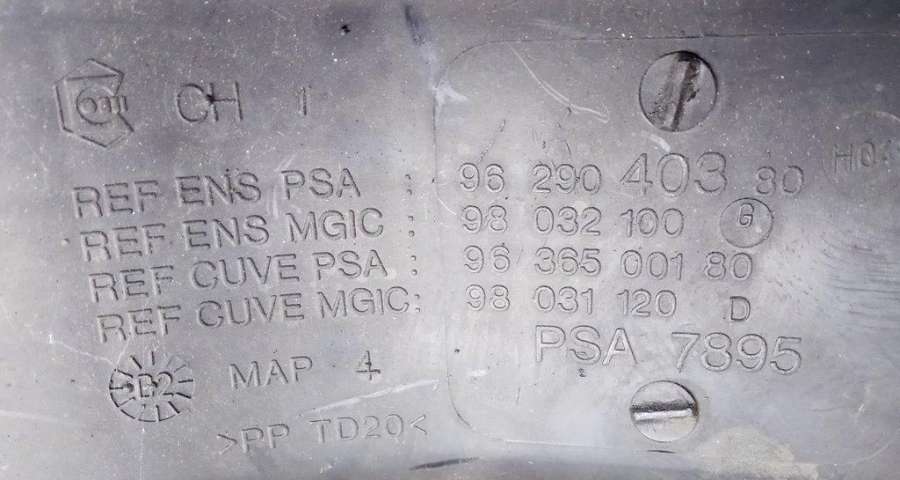 CH 1
H04
REF ENS PSA : 96 290 403 80
REF ENS MGIC : 98 032 100 G
REF CUVE PSA : 96 365 001 80
REF CUVE MGIC : 98 031 120 D
PSA 7895
MAP 4
>PP TD20<